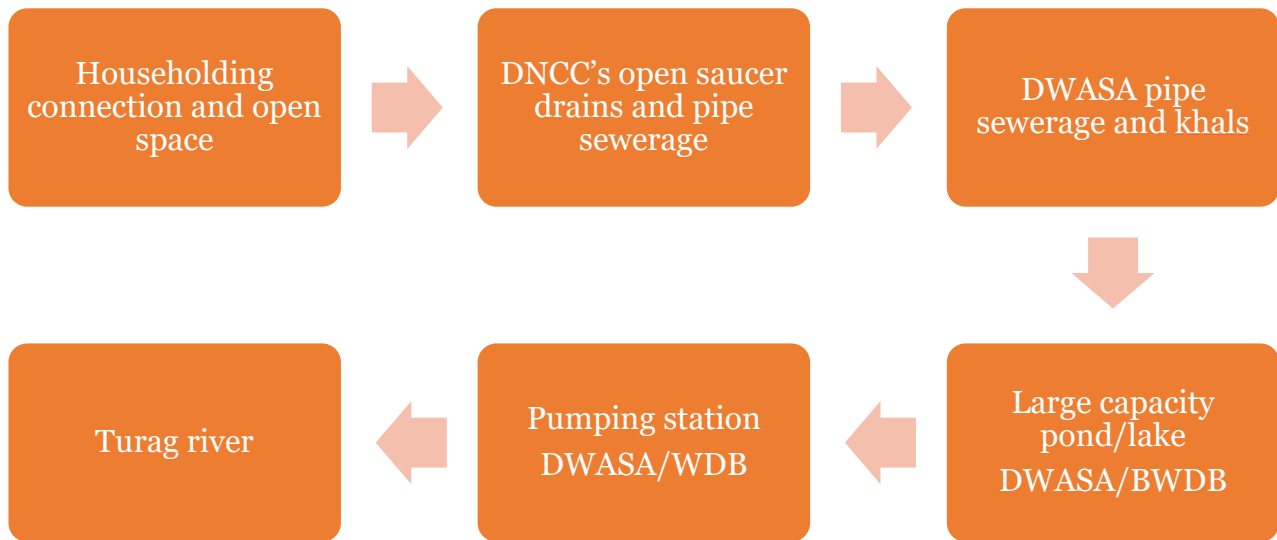 Householding
connection and open
space
DNCC’s open saucer
drains and pipe
sewerage
DWASA pipe
sewerage and khals
Large capacity
pond/lake
DWASA/BWDB
Pumping station
DWASA/WDB
Turag river